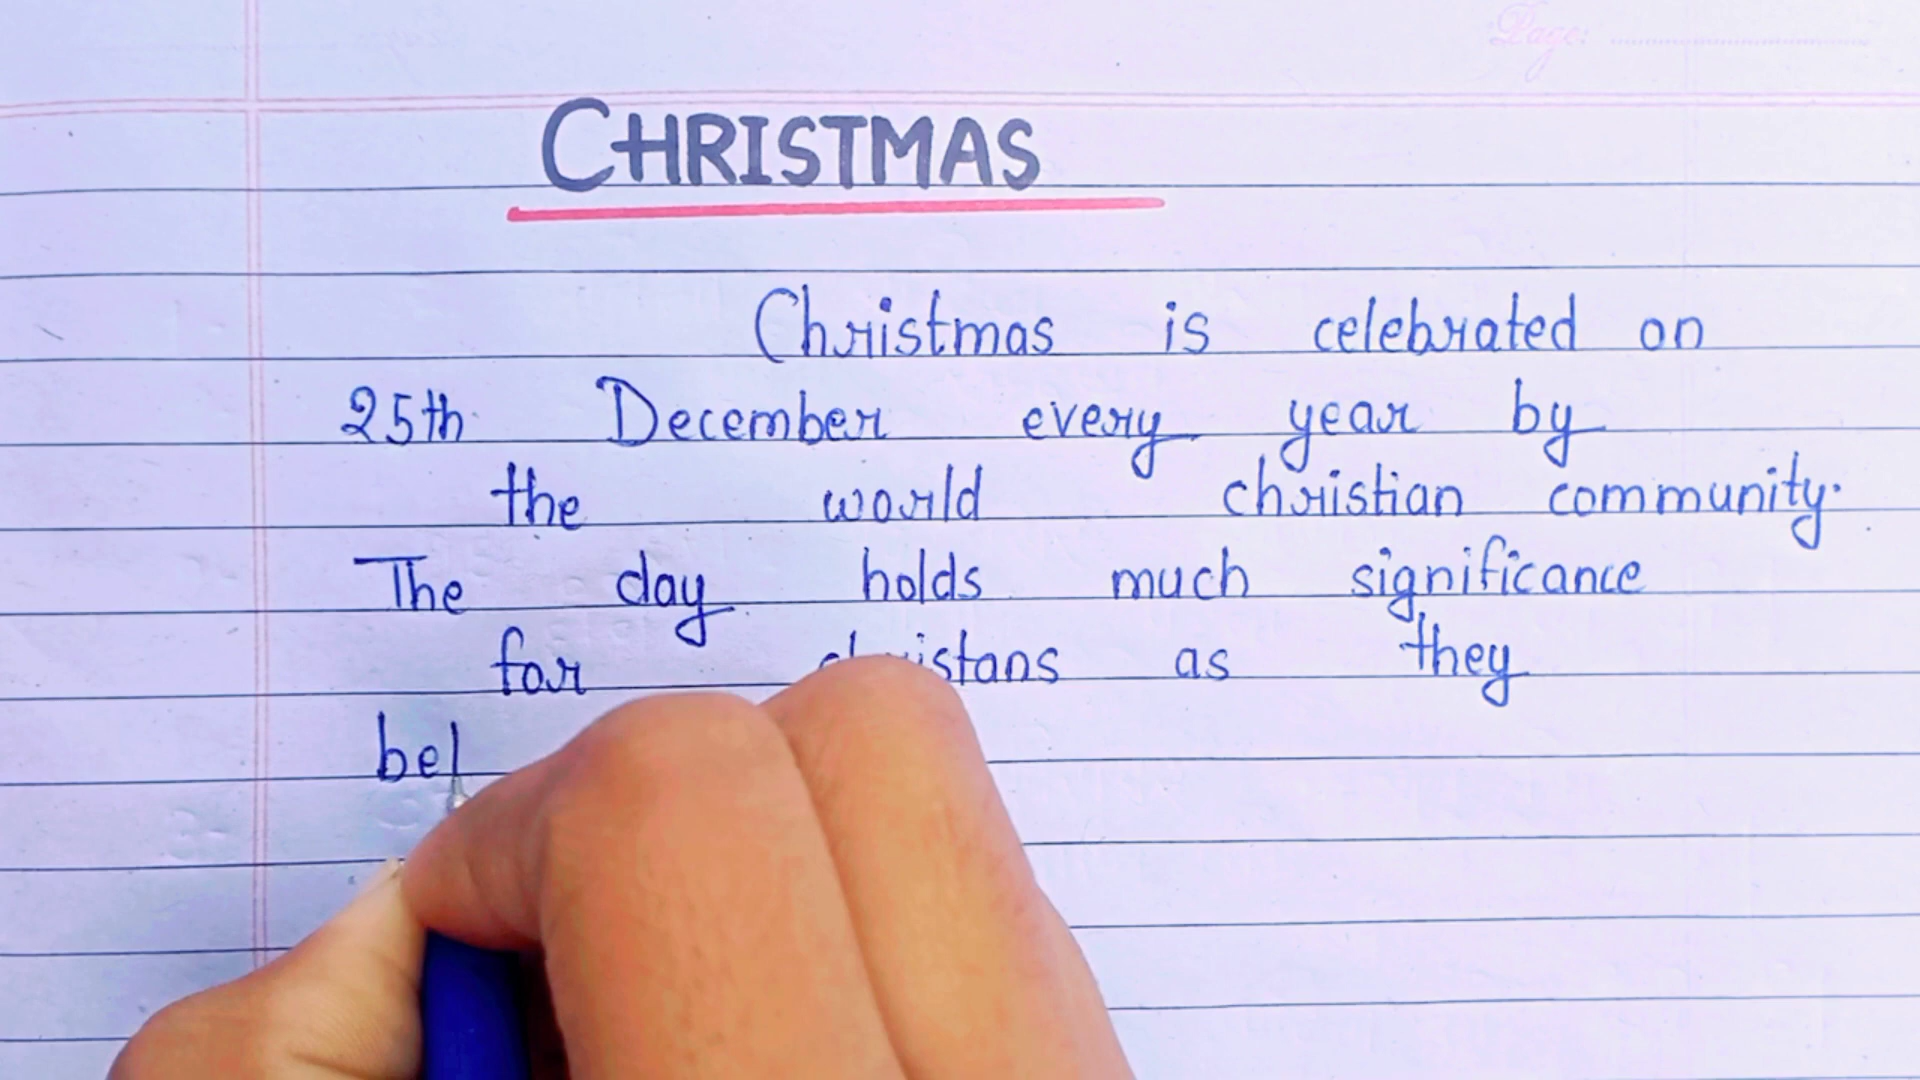 Page:
CHRISTMAS
Christmas is celebrated on
25th December every year by
the world christian community.
The day holds much significance
for as they
bel